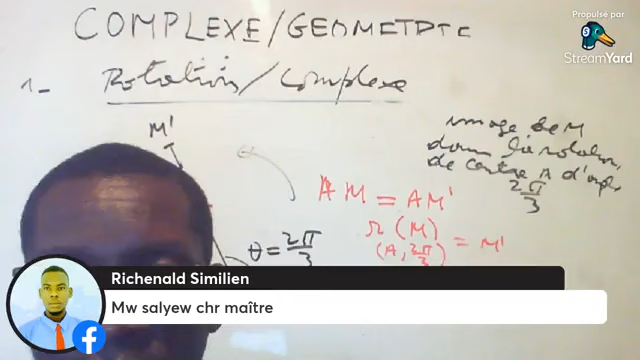 COMPLEXE/GEOMETRIE
Propulsé par
StreamYard
1- Rotation/Complexe
M'
image de M
dans la rotation
de centre A d'angle
2π/3
AM = AM'
r (M) = M'
(A, 2π/3)
θ = 2π/3
Richenald Similien
Mw salyew chr maître